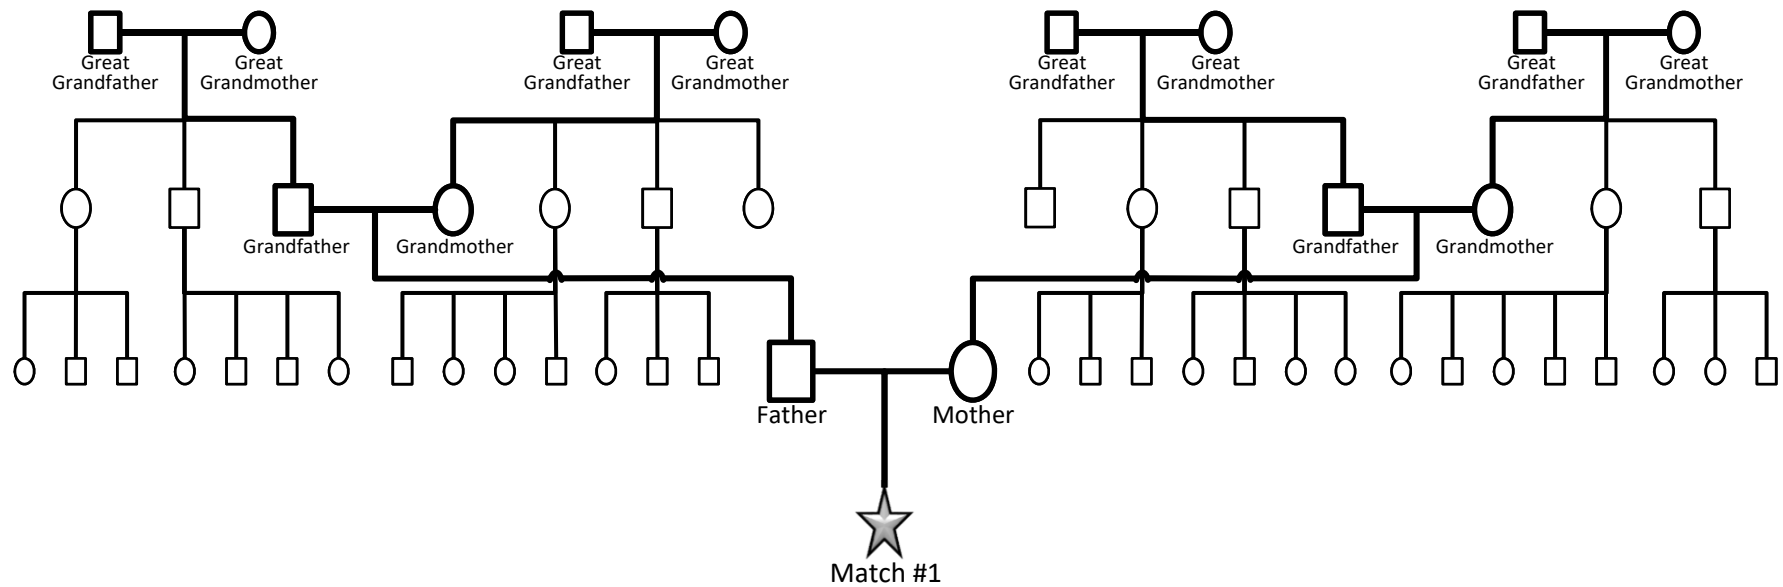 Great Grandfather
Great Grandmother
Great Grandfather
Great Grandmother
Great Grandfather
Great Grandmother
Great Grandfather
Great Grandmother
Grandfather
Grandmother
Grandfather
Grandmother
Father
Mother
Match #1